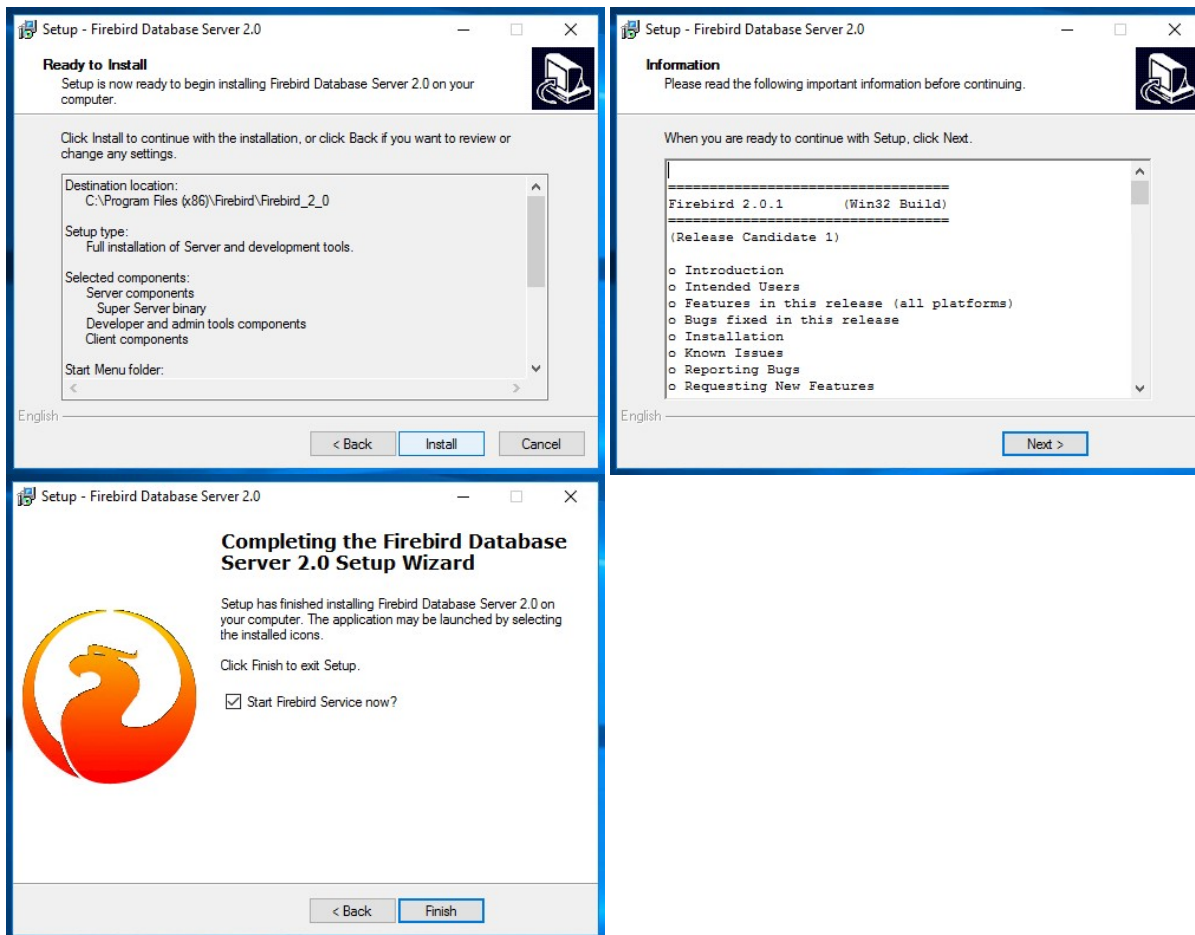 Setup - Firebird Database Server 2.0
Ready to Install
Setup is now ready to begin installing Firebird Database Server 2.0 on your
computer.
Click Install to continue with the installation, or click Back if you want to review or
change any settings.
Destination location:
C:\Program Files (x86)\Firebird\Firebird_2_0
Setup type:
Full installation of Server and development tools.
Selected components:
Server components
Super Server binary
Developer and admin tools components
Client components
Start Menu folder:
English
< Back
Install
Cancel
Setup - Firebird Database Server 2.0
Information
Please read the following important information before continuing.
When you are ready to continue with Setup, click Next.
==================================
Firebird 2.0.1 (Win32 Build)
==================================
(Release Candidate 1)
o Introduction
o Intended Users
o Features in this release (all platforms)
o Bugs fixed in this release
o Installation
o Known Issues
o Reporting Bugs
o Requesting New Features
English
Next >
Setup - Firebird Database Server 2.0
Completing the Firebird Database
Server 2.0 Setup Wizard
Setup has finished installing Firebird Database Server 2.0 on
your computer. The application may be launched by selecting
the installed icons.
Click Finish to exit Setup.
Start Firebird Service now?
< Back
Finish